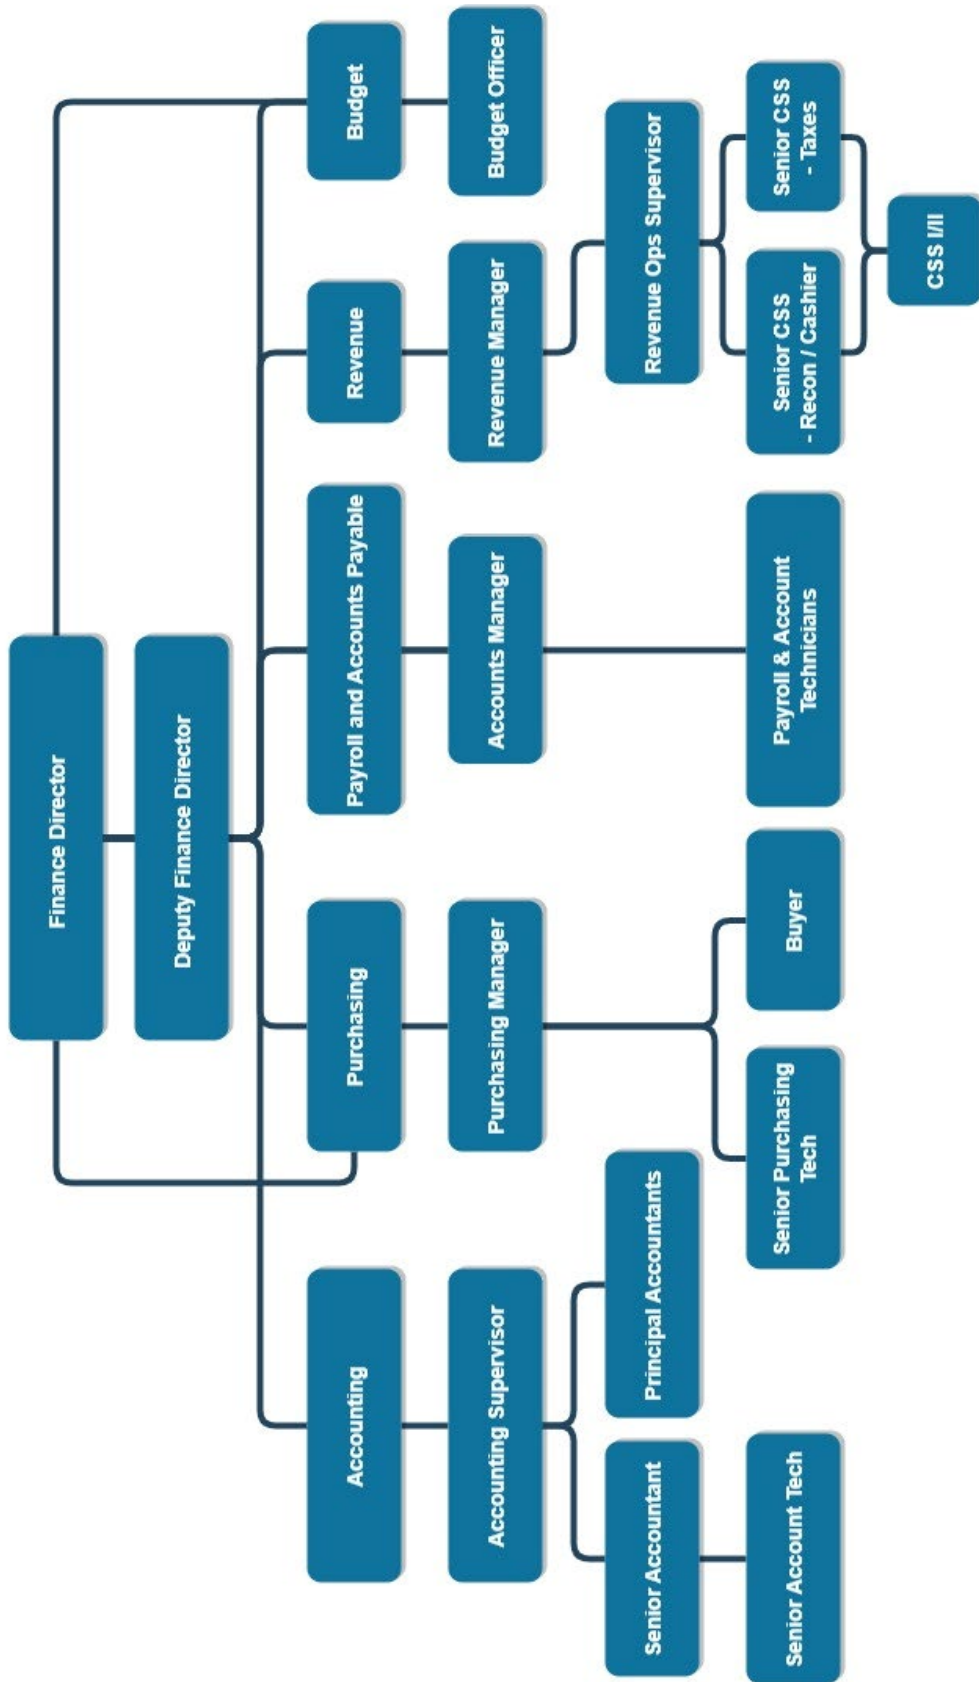 Finance Director
Deputy Finance Director
Accounting
Purchasing
Payroll and Accounts Payable
Revenue
Budget
Accounting Supervisor
Purchasing Manager
Accounts Manager
Revenue Manager
Budget Officer
Senior Accountant
Principal Accountants
Revenue Ops Supervisor
Senior Account Tech
Senior Purchasing
Tech
Buyer
Payroll & Account
Technicians
Senior CSS
- Recon / Cashier
Senior CSS
- Taxes
CSS I/II